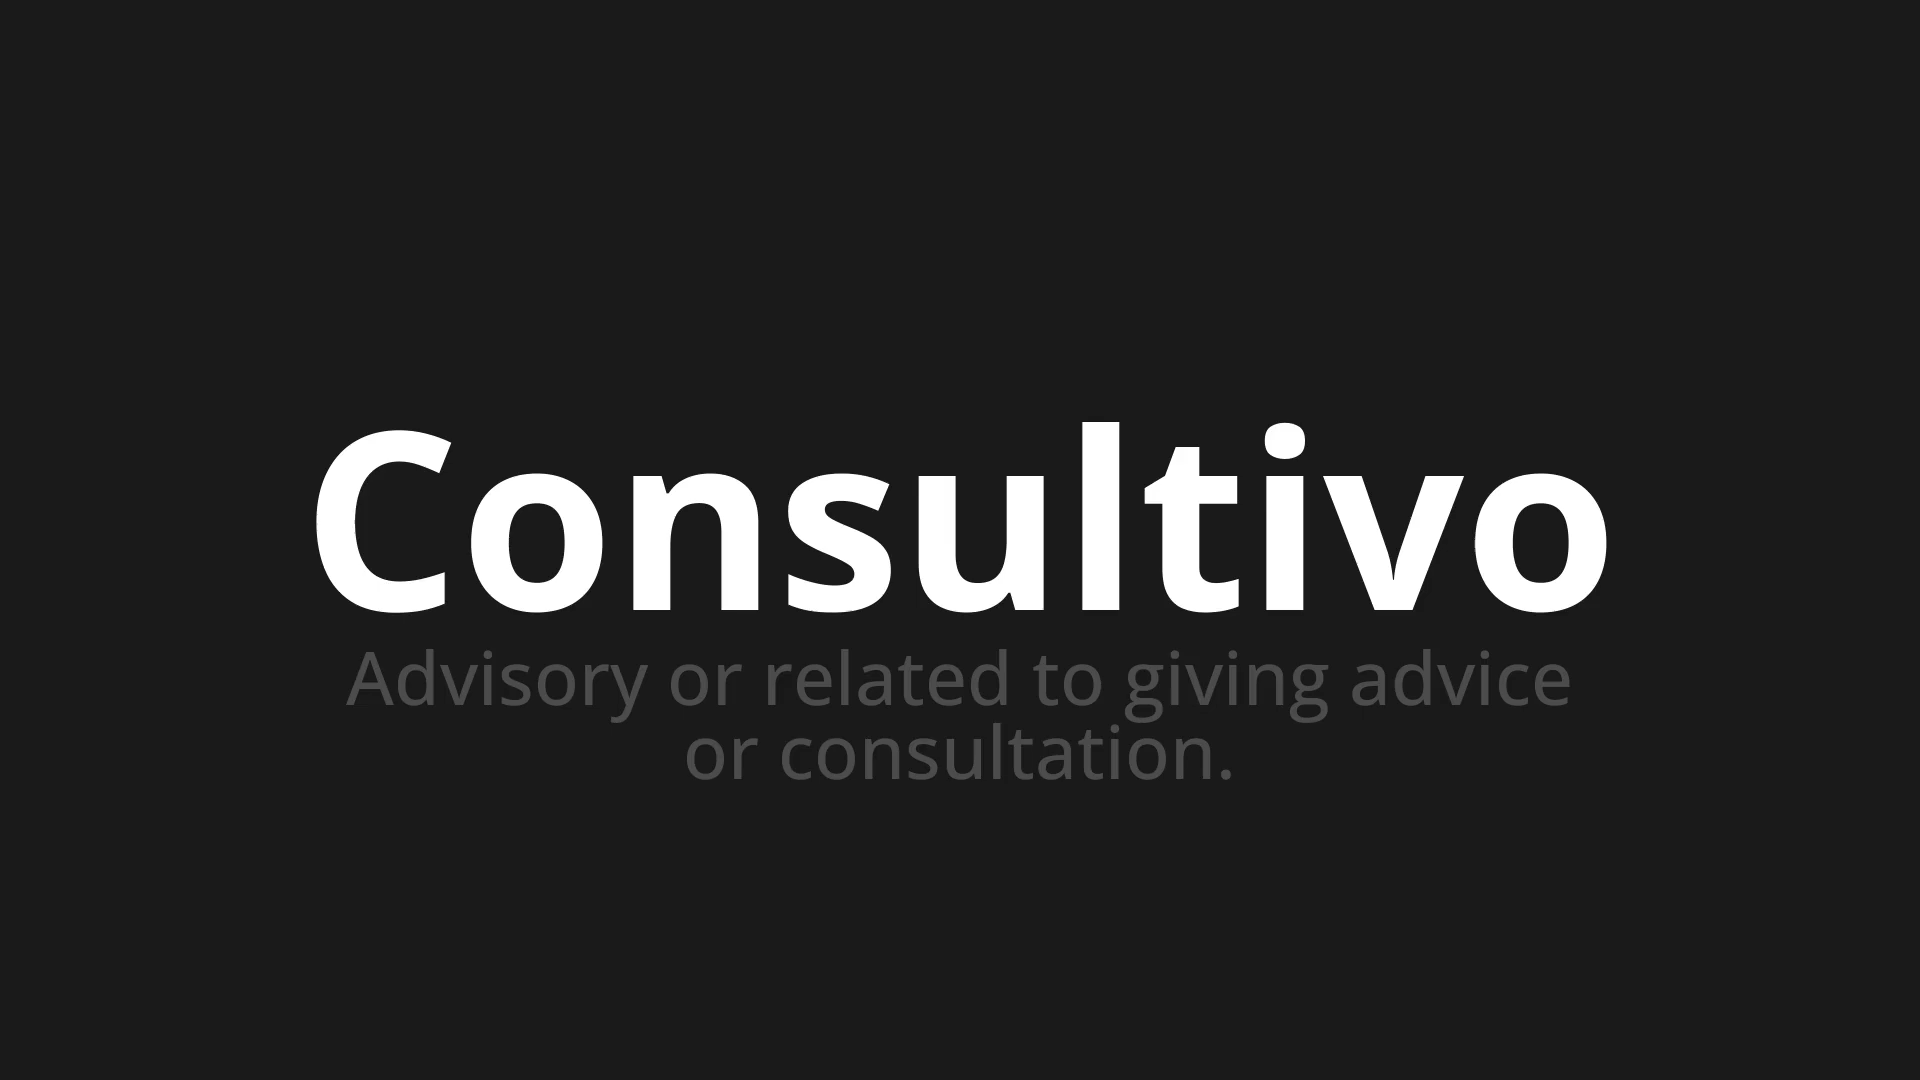 Consultivo
Advisory or related to giving advice
or consultation.